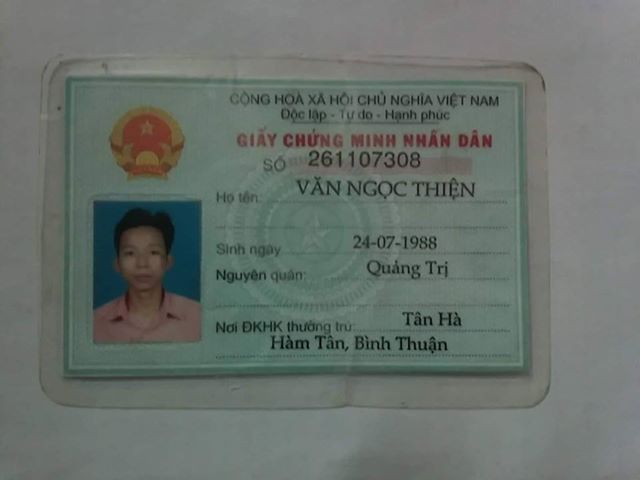 CỘNG HOÀ XÃ HỘI CHỦ NGHĨA VIỆT NAM
Độc lập - Tự do - Hạnh phúc
GIẤY CHỨNG MINH NHÂN DÂN
SỐ 261107308
Họ tên: VĂN NGỌC THIỆN
Sinh ngày 24-07-1988
Nguyên quán: Quảng Trị
Nơi ĐKHK thường trú: Tân Hà
Hàm Tân, Bình Thuận